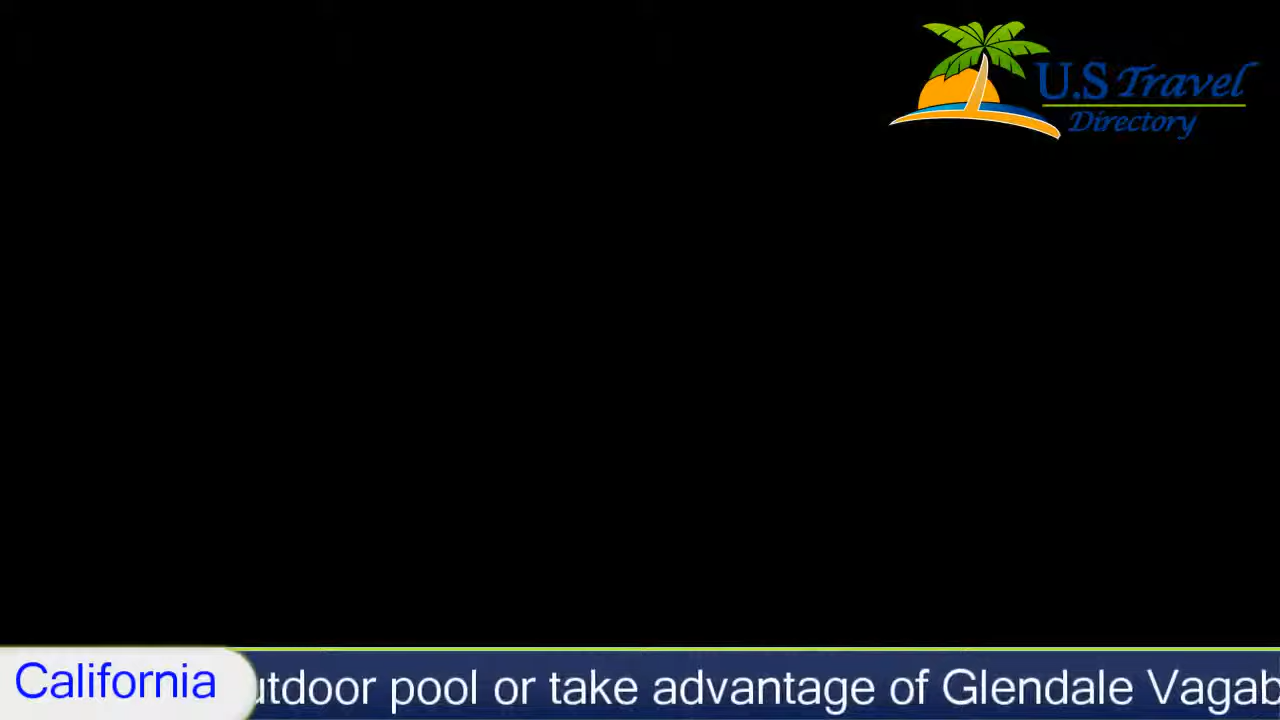 U.S Travel
Directory
California
utdoor pool or take advantage of Glendale Vagab